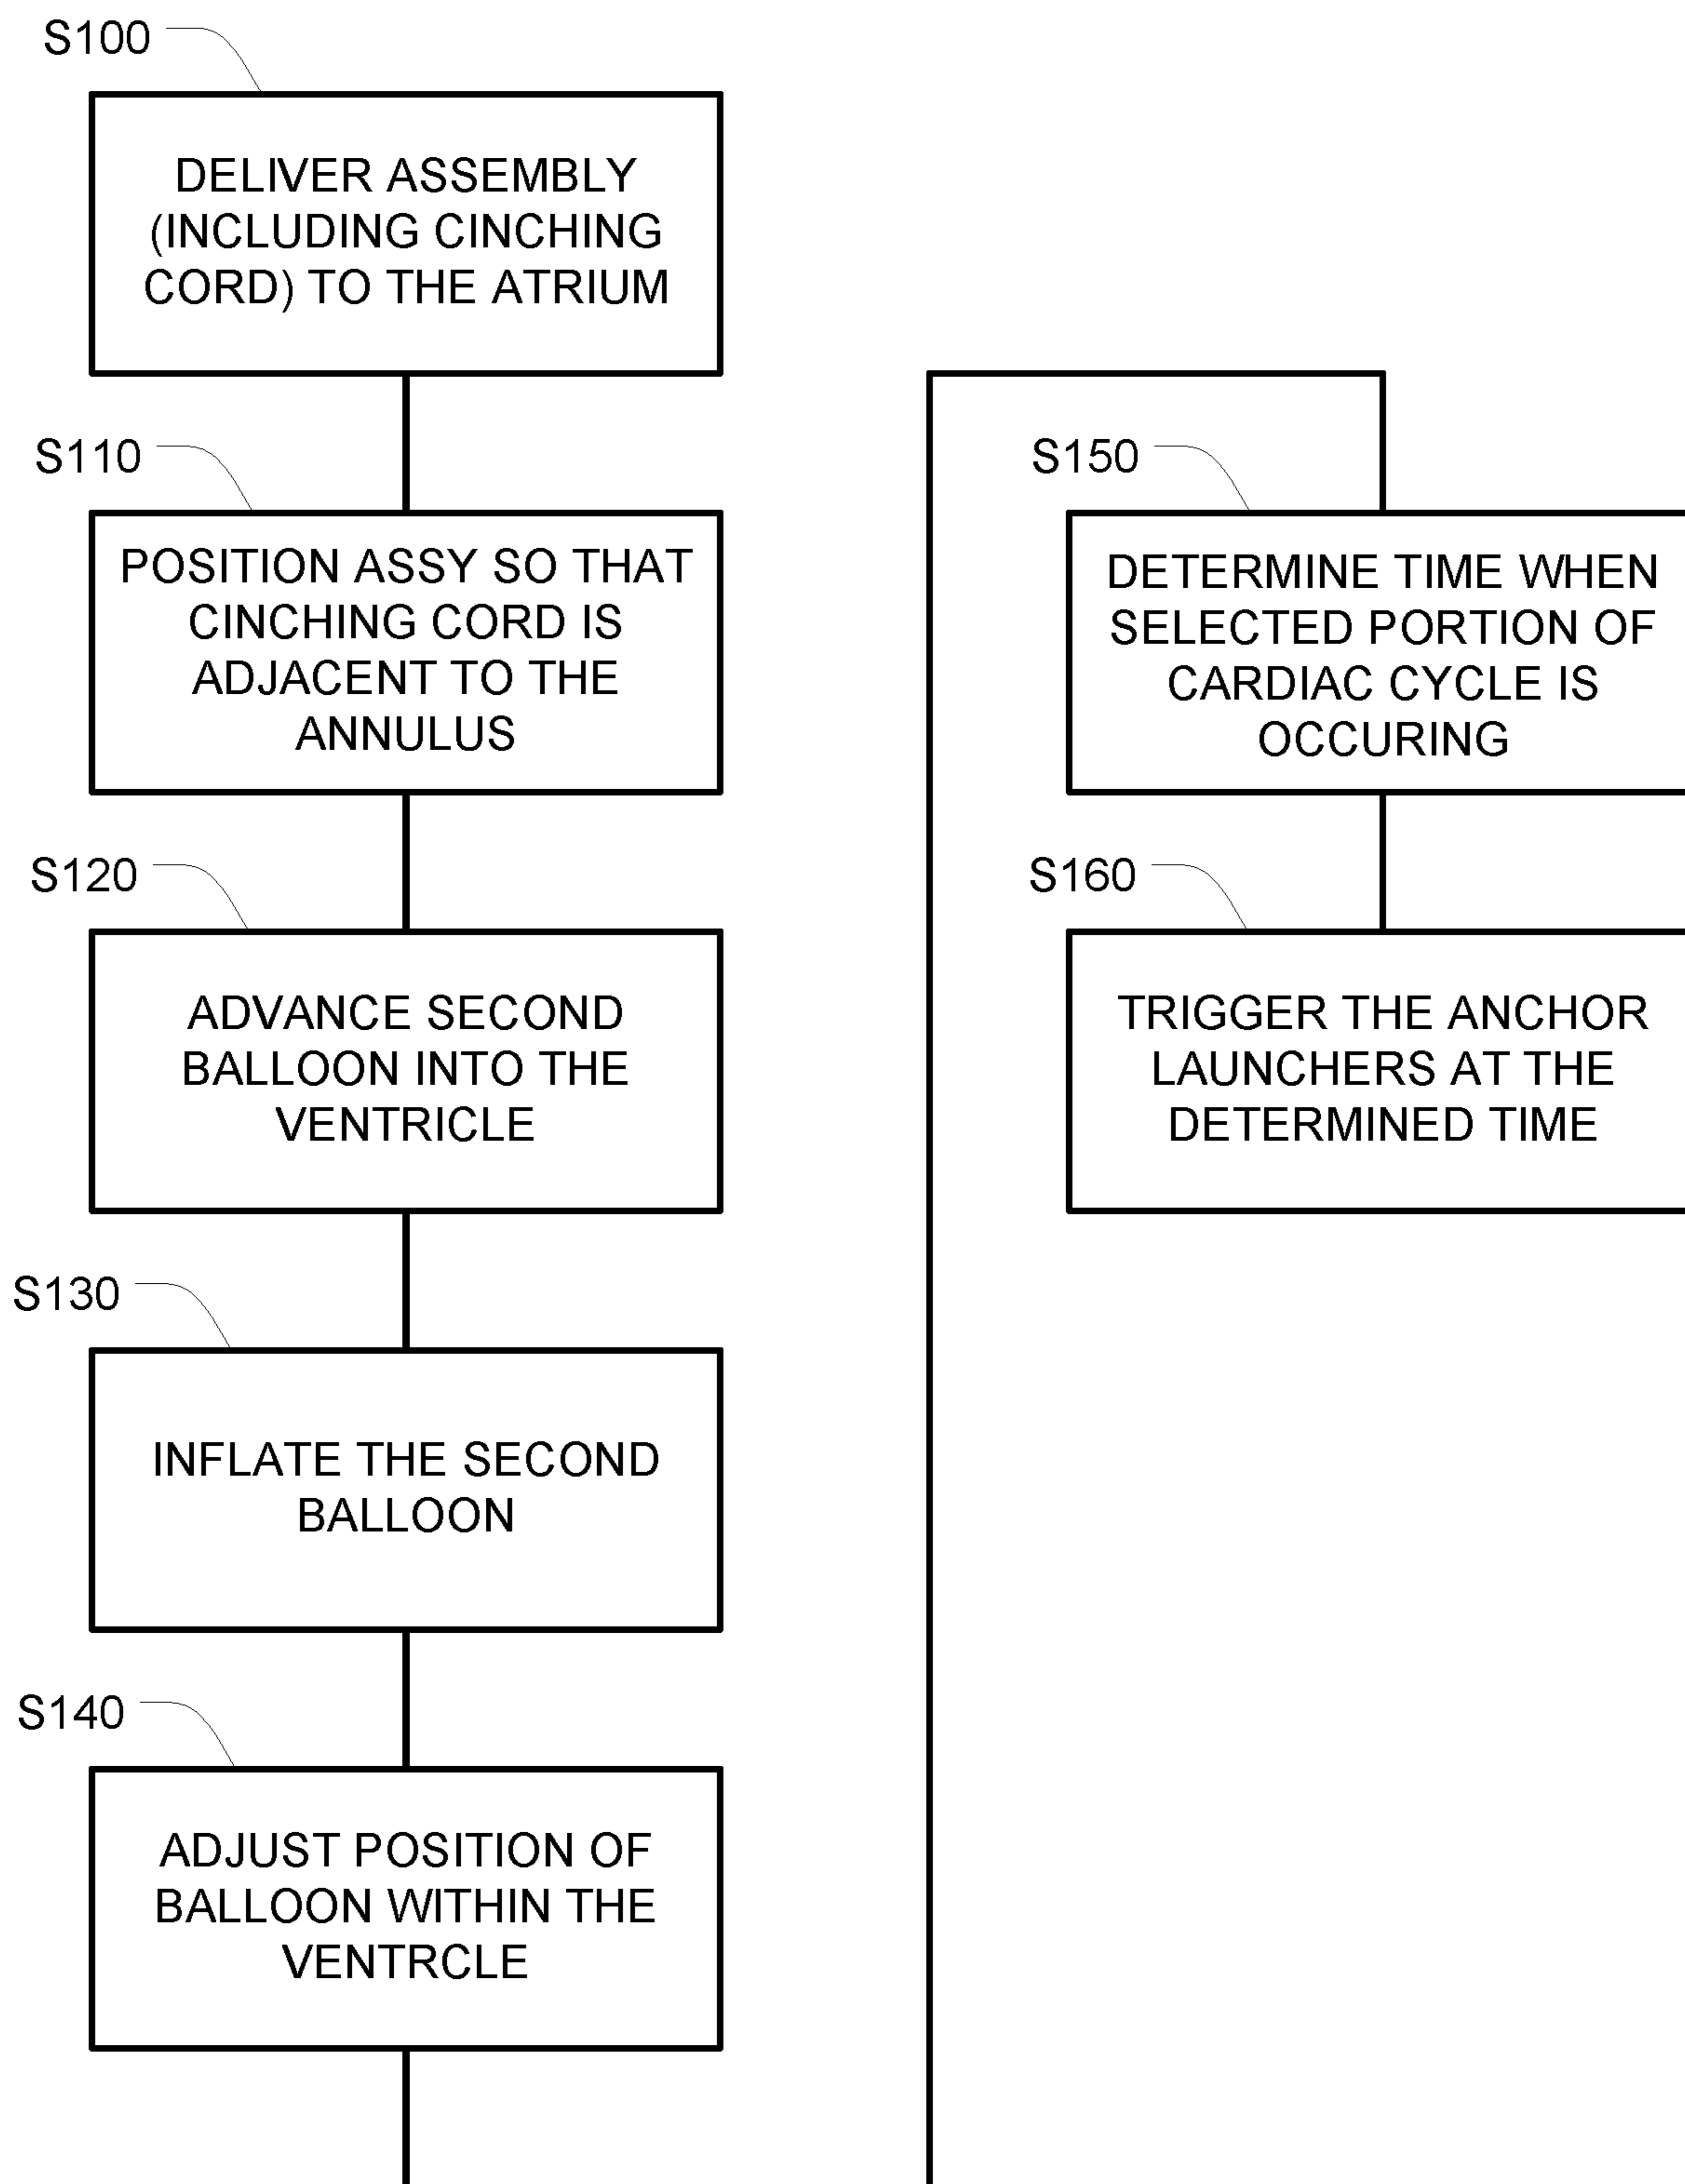 S100
DELIVER ASSEMBLY
(INCLUDING CINCHING
CORD) TO THE ATRIUM
S110
POSITION ASSY SO THAT
CINCHING CORD IS
ADJACENT TO THE
ANNULUS
S120
ADVANCE SECOND
BALLOON INTO THE
VENTRICLE
S130
INFLATE THE SECOND
BALLOON
S140
ADJUST POSITION OF
BALLOON WITHIN THE
VENTRCLE
S150
DETERMINE TIME WHEN
SELECTED PORTION OF
CARDIAC CYCLE IS
OCCURING
S160
TRIGGER THE ANCHOR
LAUNCHERS AT THE
DETERMINED TIME